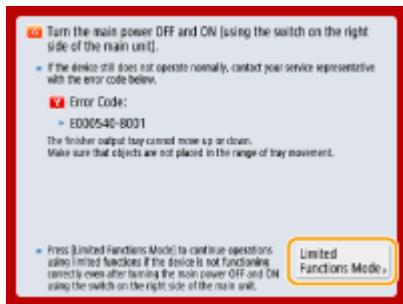 Turn the main power OFF and ON (using the switch on the right
side of the main unit).
If the device still does not operate normally, contact your service representative
with the error code below.
Error Code:
E000540-8001
The finisher output tray cannot move up or down.
Make sure that objects are not placed in the range of tray movement.
Press [Limited Functions Mode] to continue operations
using limited functions if the device is not functioning
correctly even after turning the main power OFF and ON
using the switch on the right side of the main unit.
Limited
Functions Mode